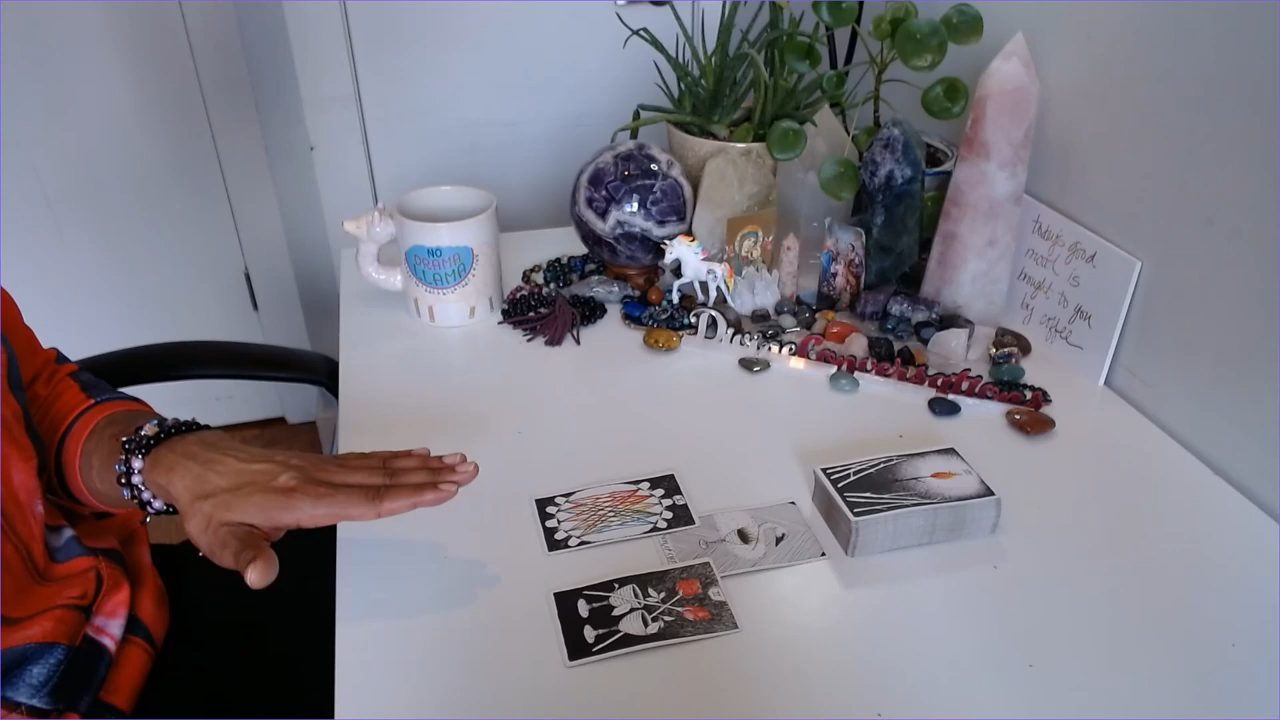 NO
DRAMA
LLAMA
Divine Conversations
today's good
mood is
brought to you
by coffee